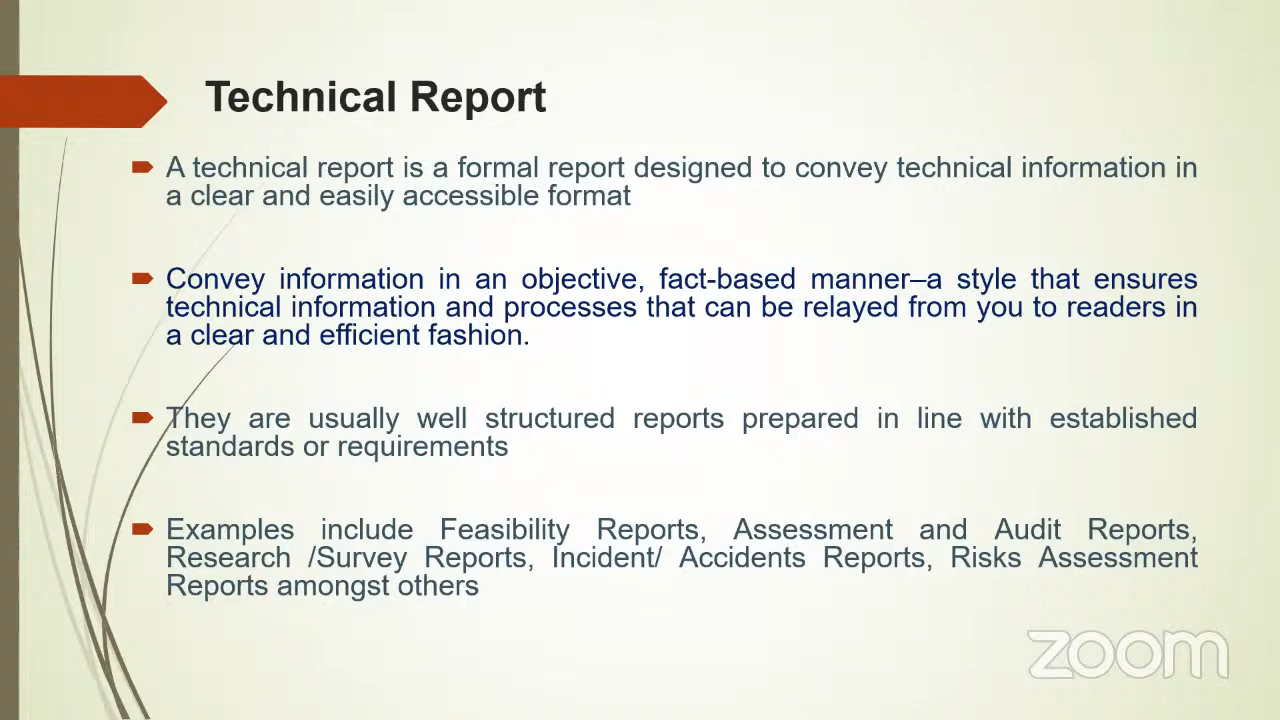 Technical Report
A technical report is a formal report designed to convey technical information in
a clear and easily accessible format
Convey information in an objective, fact-based manner–a style that ensures
technical information and processes that can be relayed from you to readers in
a clear and efficient fashion.
They are usually well structured reports prepared in line with established
standards or requirements
Examples include Feasibility Reports, Assessment and Audit Reports,
Research /Survey Reports, Incident/ Accidents Reports, Risks Assessment
Reports amongst others
zoom